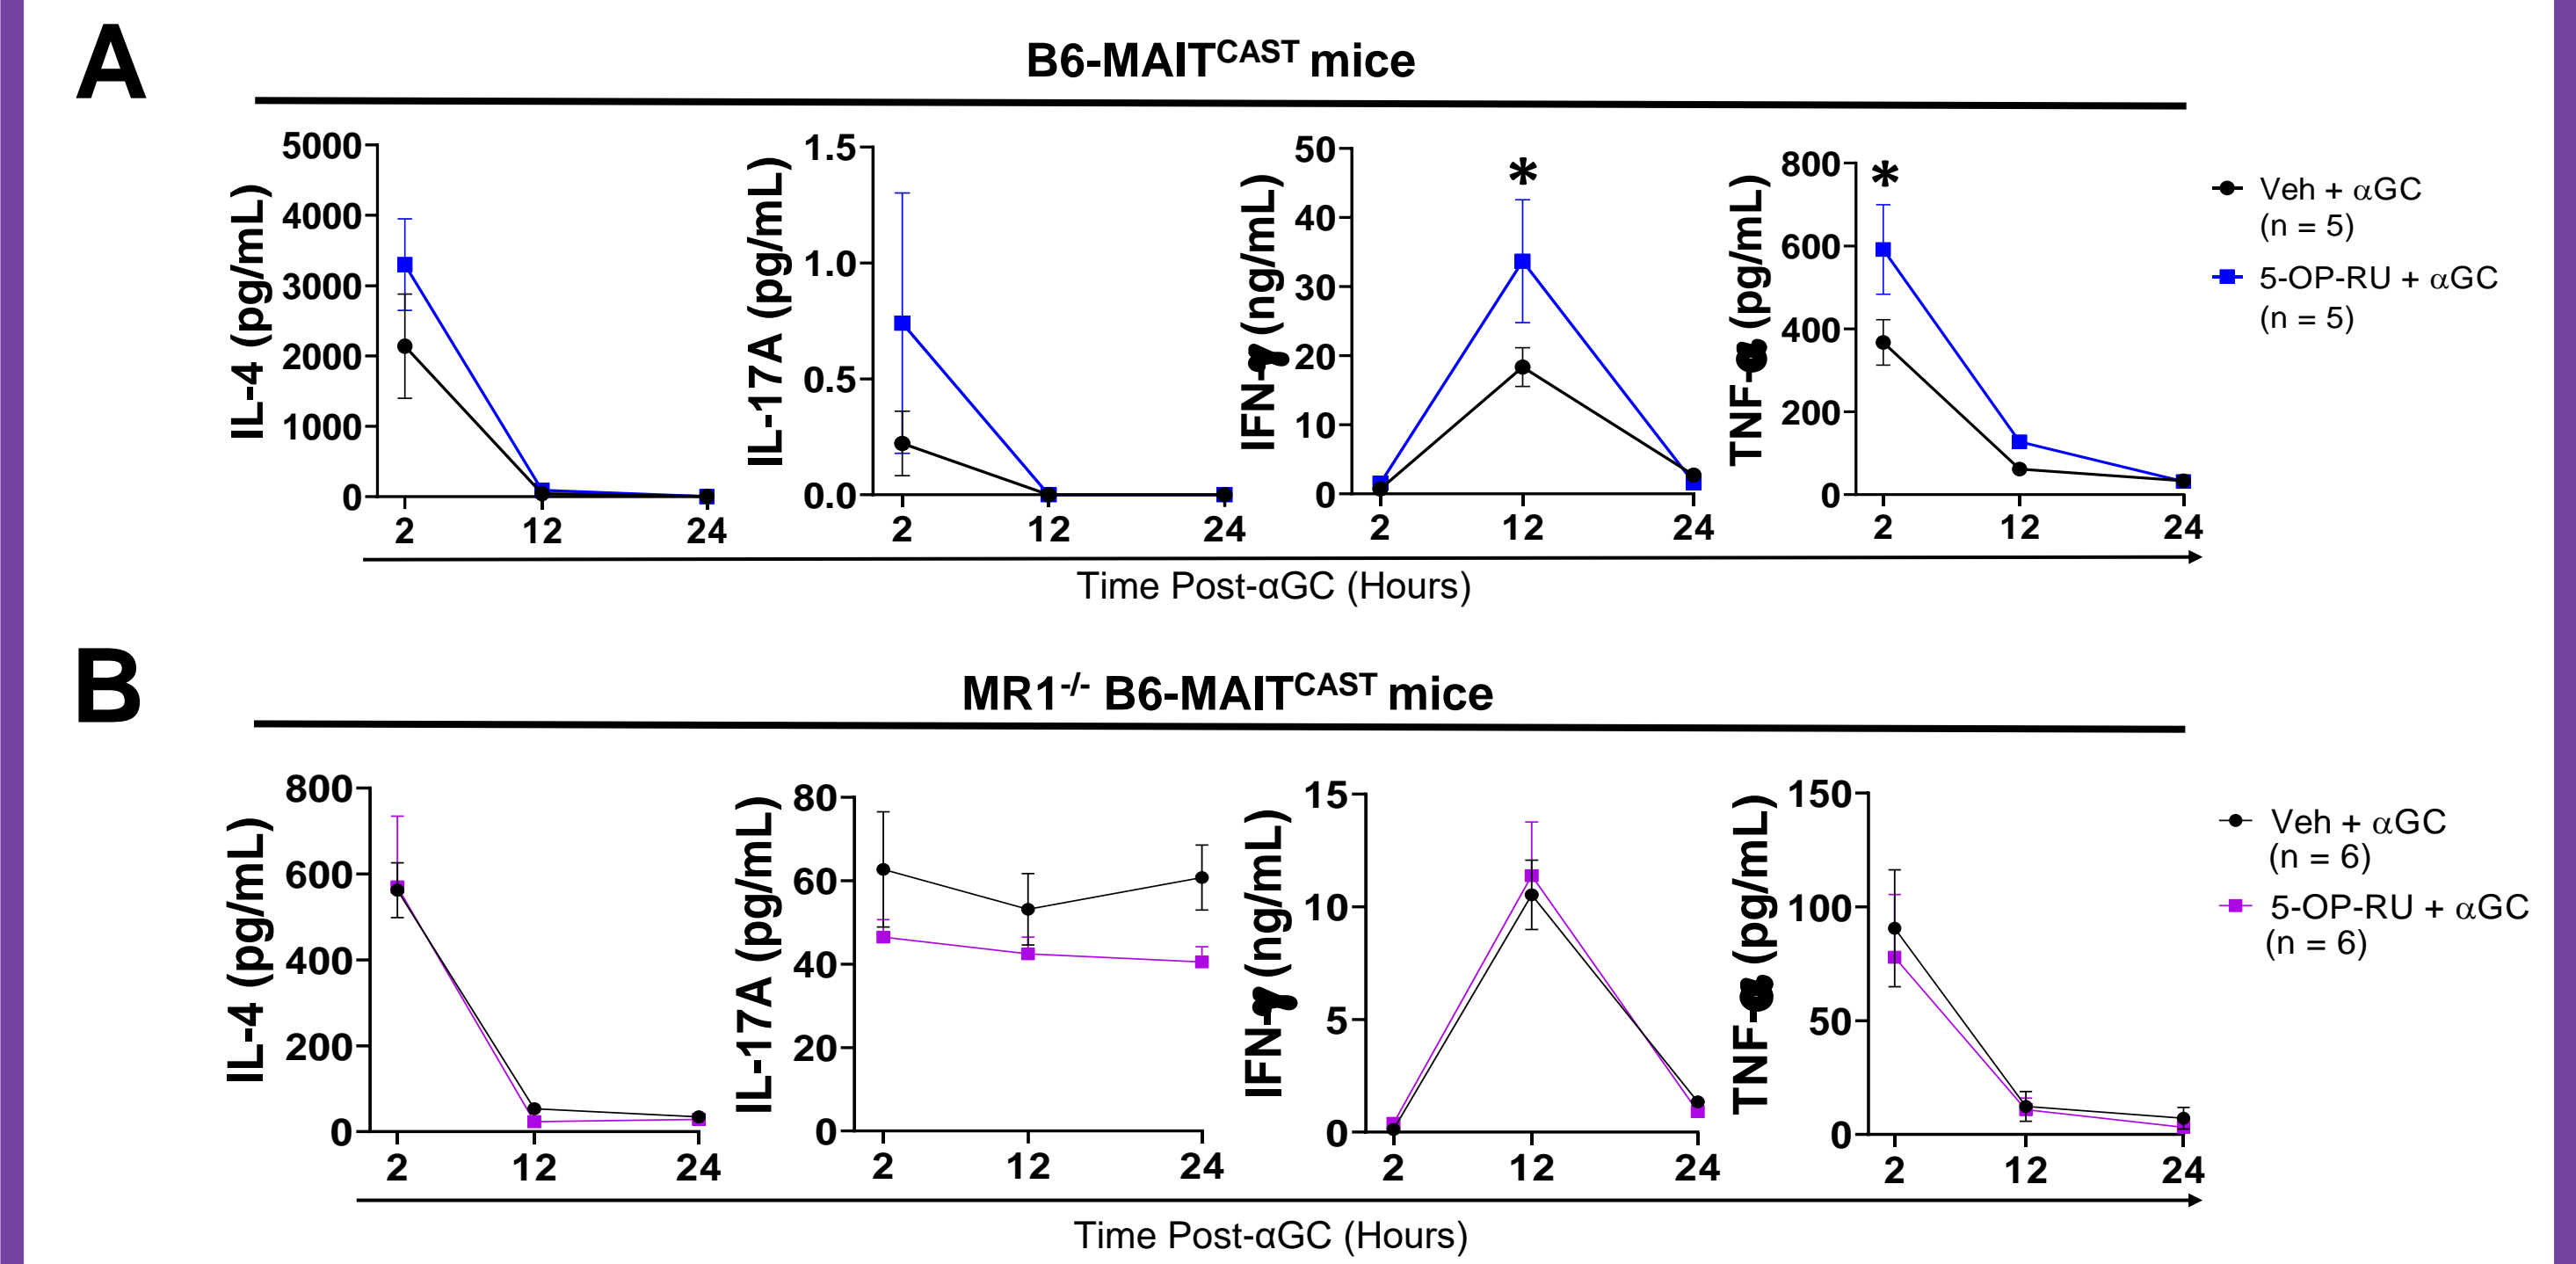 A
B6-MAITCAST mice
IL-4 (pg/mL)
5000
4000
3000
2000
1000
0
2 12 24
IL-17A (pg/mL)
1.5
1.0
0.5
0.0
2 12 24
IFN-γ (ng/mL)
50
40
30
20
10
0
*
2 12 24
TNF-α (pg/mL)
800
600
400
200
0
*
2 12 24
Veh + αGC
(n = 5)
5-OP-RU + αGC
(n = 5)
Time Post-αGC (Hours)
B
MR1-/- B6-MAITCAST mice
IL-4 (pg/mL)
800
600
400
200
0
2 12 24
IL-17A (pg/mL)
80
60
40
20
0
2 12 24
IFN-γ (ng/mL)
15
10
5
0
2 12 24
TNF-α (pg/mL)
150
100
50
0
2 12 24
Veh + αGC
(n = 6)
5-OP-RU + αGC
(n = 6)
Time Post-αGC (Hours)